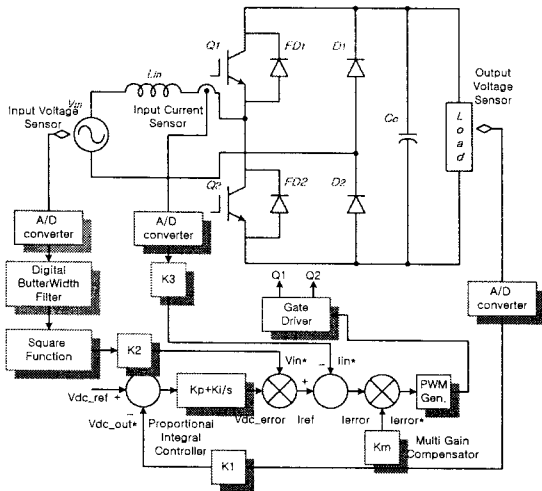 Q1
FD1
D1
Lin
Vin
Input Voltage
Sensor
Input Current
Sensor
Co
Output
Voltage
Sensor
Load
Q2
FD2
D2
A/D
converter
A/D
converter
Digital
ButterWidth
Filter
K3
Q1
Q2
Gate
Driver
A/D
converter
Square
Function
K2
Vin*
Iin*
Vdc_ref
+
−
Vdc_out*
Kp+Ki/s
Vdc_error
+
Iref
−
Ierror
Ierror*
PWM
Gen.
Proportional
Integral
Controller
Km
Multi Gain
Compensator
K1